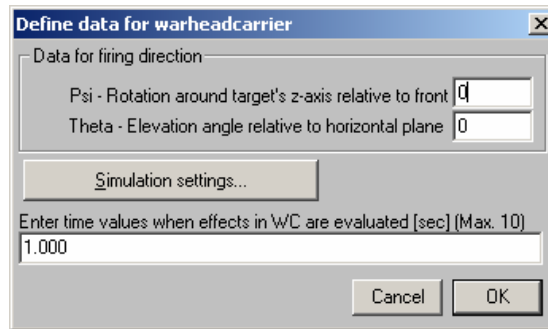 Define data for warheadcarrier
Data for firing direction
Psi - Rotation around target's z-axis relative to front 0
Theta - Elevation angle relative to horizontal plane 0
Simulation settings...
Enter time values when effects in WC are evaluated [sec] (Max. 10)
1.000
Cancel OK